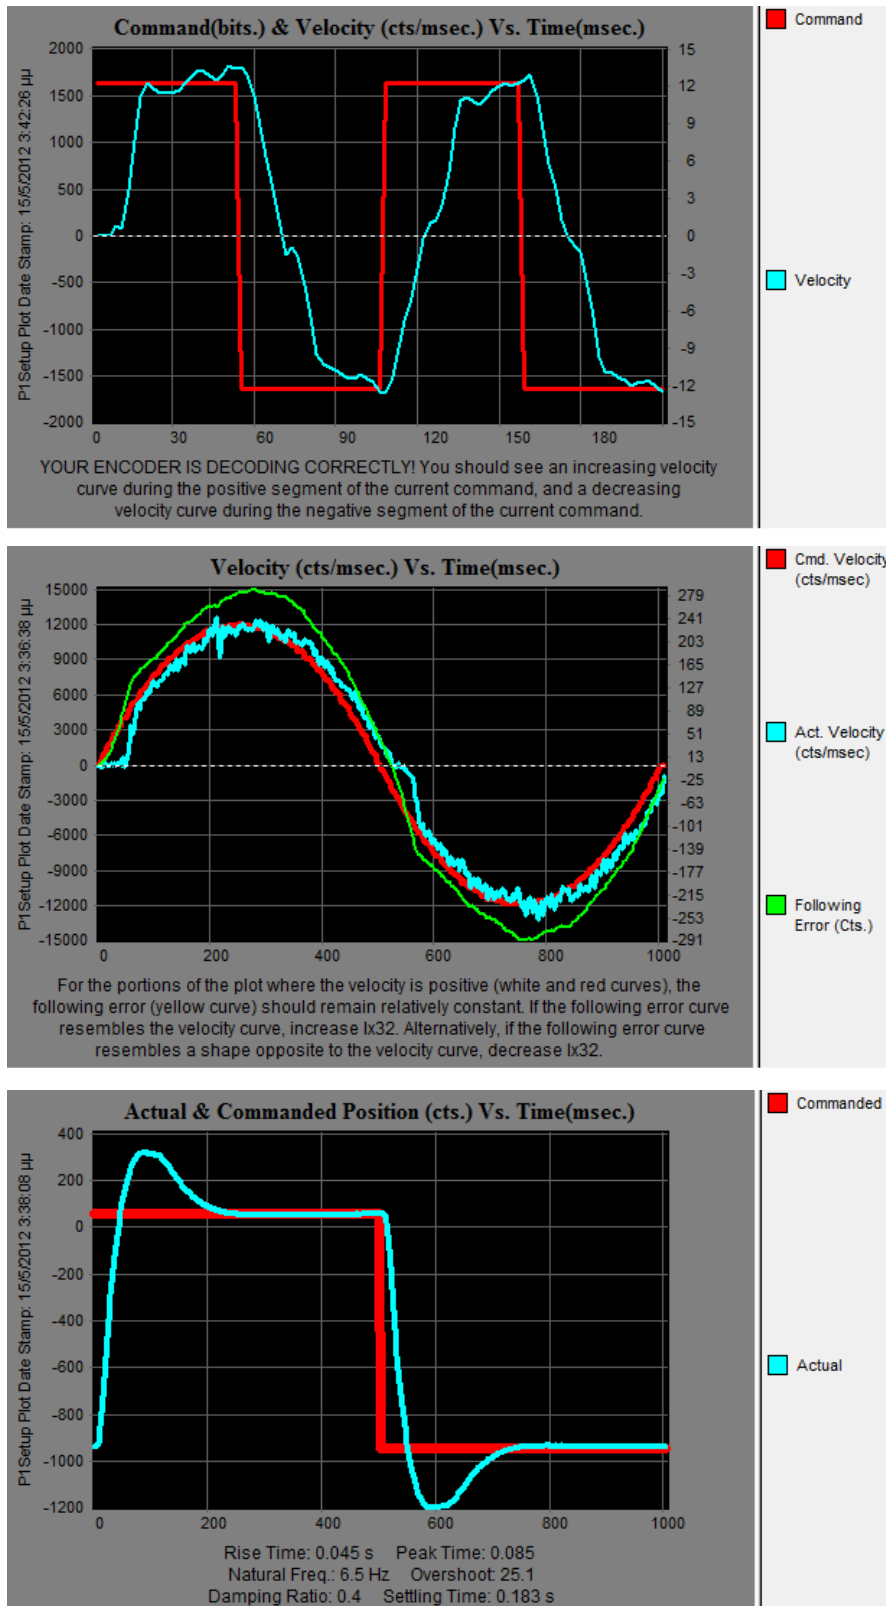 Command(bits.) & Velocity (cts/msec.) Vs. Time(msec.)
Command
Velocity
P1Setup Plot Date Stamp: 15/5/2012 3:42:26 μμ
2000
1500
1000
500
0
-500
-1000
-1500
-2000
15
12
9
6
3
0
-3
-6
-9
-12
-15
0 30 60 90 120 150 180
YOUR ENCODER IS DECODING CORRECTLY! You should see an increasing velocity
curve during the positive segment of the current command, and a decreasing
velocity curve during the negative segment of the current command.
Velocity (cts/msec.) Vs. Time(msec.)
Cmd. Velocity
(cts/msec)
Act. Velocity
(cts/msec)
Following
Error (Cts.)
P1Setup Plot Date Stamp: 15/5/2012 3:36:38 μμ
15000
12000
9000
6000
3000
0
-3000
-6000
-9000
-12000
-15000
279
241
203
165
127
89
51
13
-25
-63
-101
-139
-177
-215
-253
-291
0 200 400 600 800 1000
For the portions of the plot where the velocity is positive (white and red curves), the
following error (yellow curve) should remain relatively constant. If the following error curve
resembles the velocity curve, increase Ix32. Alternatively, if the following error curve
resembles a shape opposite to the velocity curve, decrease Ix32.
Actual & Commanded Position (cts.) Vs. Time(msec.)
Commanded
Actual
P1Setup Plot Date Stamp: 15/5/2012 3:38:08 μμ
400
200
0
-200
-400
-600
-800
-1000
-1200
0 200 400 600 800 1000
Rise Time: 0.045 s Peak Time: 0.085
Natural Freq.: 6.5 Hz Overshoot: 25.1
Damping Ratio: 0.4 Settling Time: 0.183 s